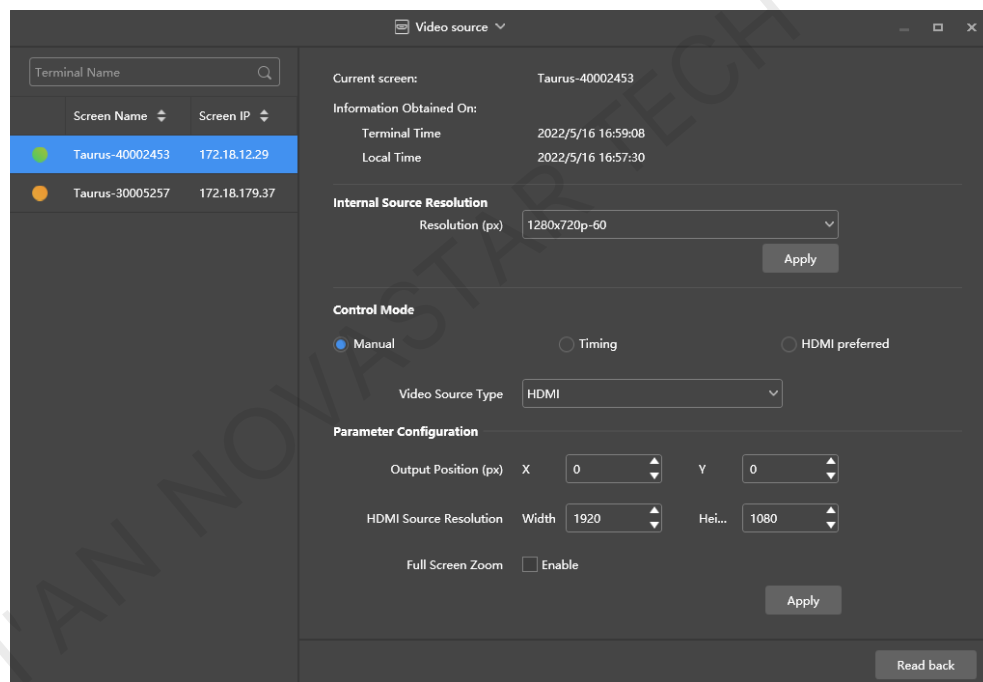 Video source
Terminal Name
Screen Name Screen IP
Taurus-40002453 172.18.12.29
Taurus-30005257 172.18.179.37
Current screen: Taurus-40002453
Information Obtained On:
Terminal Time 2022/5/16 16:59:08
Local Time 2022/5/16 16:57:30
Internal Source Resolution
Resolution (px) 1280x720p-60
Apply
Control Mode
Manual Timing HDMI preferred
Video Source Type HDMI
Parameter Configuration
Output Position (px) X 0 Y 0
HDMI Source Resolution Width 1920 Hei... 1080
Full Screen Zoom Enable
Apply
Read back
AN NOVASTAR TECH